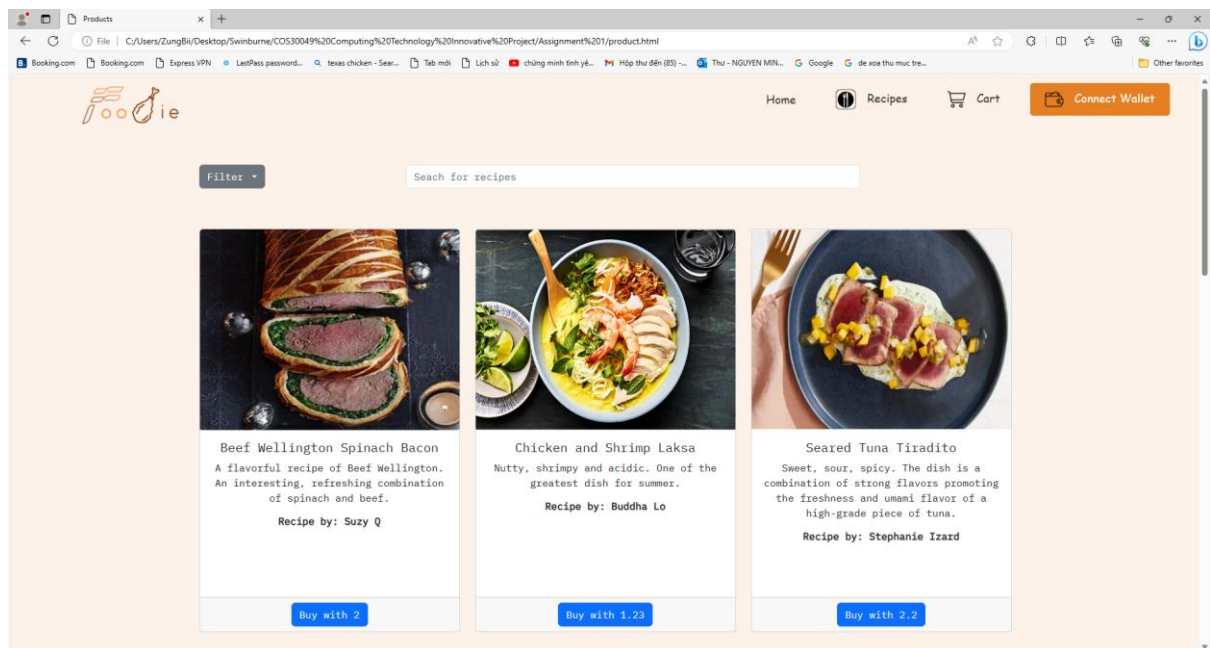 Products
File C:/Users/ZungBii/Desktop/Swinburne/COS30049%20Computing%20Technology%20Innovative%20Project/Assignment%201/product.html
Booking.com Booking.com Express VPN LastPass password... texas chicken - Sear... Tab mới Lịch sử chứng minh tình yê... Hộp thư đến (85) -... Thư - NGUYEN MIN... Google de xoa thu muc tre... Other favorites
Foodie
Home Recipes Cart Connect Wallet
Filter Seach for recipes
Beef Wellington Spinach Bacon
A flavorful recipe of Beef Wellington.
An interesting, refreshing combination
of spinach and beef.
Recipe by: Suzy Q
Buy with 2
Chicken and Shrimp Laksa
Nutty, shrimpy and acidic. One of the
greatest dish for summer.
Recipe by: Buddha Lo
Buy with 1.23
Seared Tuna Tiradito
Sweet, sour, spicy. The dish is a
combination of strong flavors promoting
the freshness and umami flavor of a
high-grade piece of tuna.
Recipe by: Stephanie Izard
Buy with 2.2